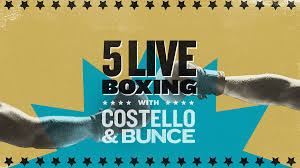 5 LIVE
BOXING
WITH
COSTELLO
& BUNCE